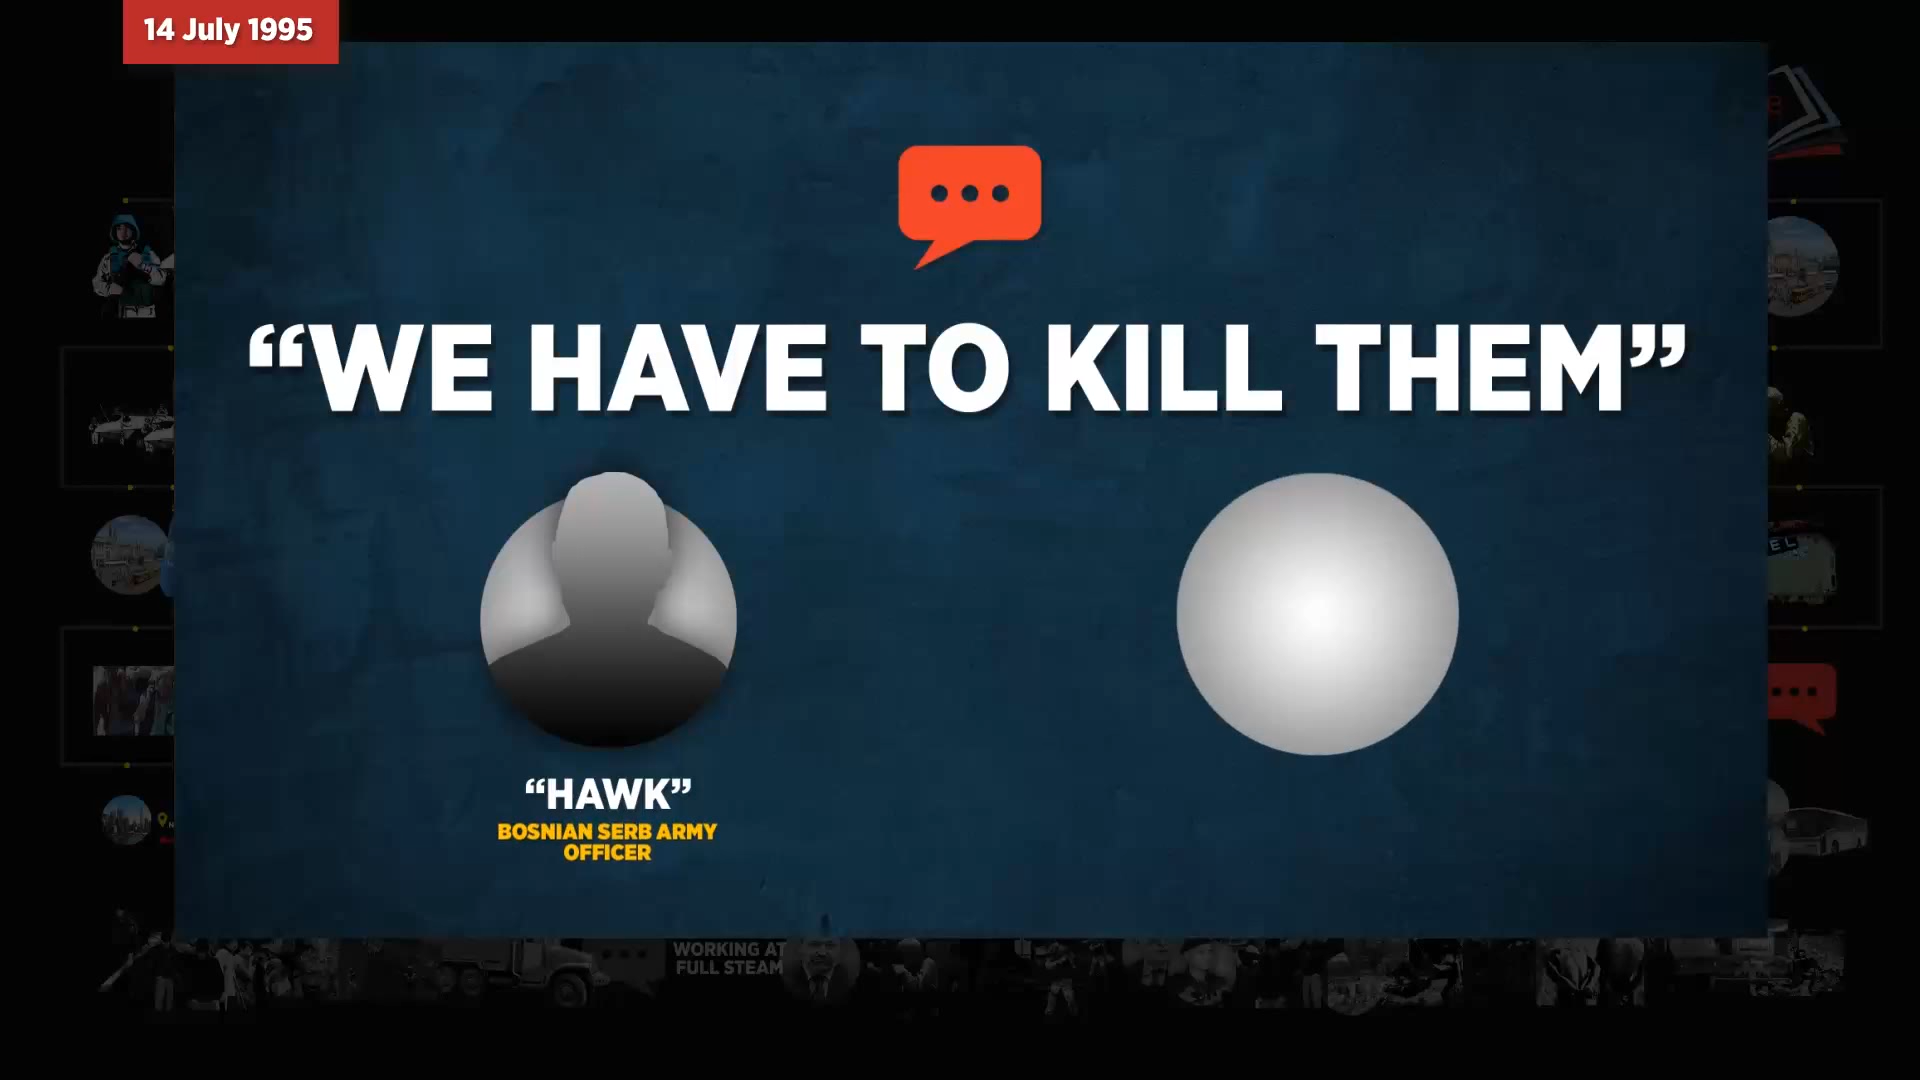 14 July 1995
“WE HAVE TO KILL THEM”
“HAWK”
BOSNIAN SERB ARMY
OFFICER
WORKING AT
FULL STEAM